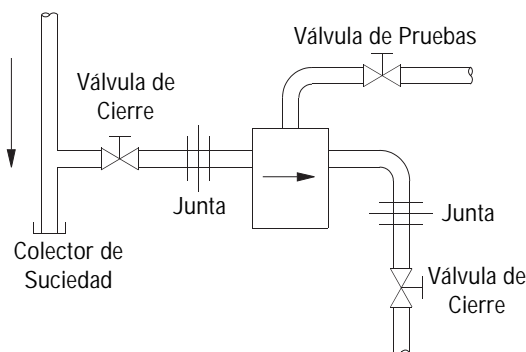 Válvula de Pruebas
Válvula de
Cierre
Junta
Junta
Colector de
Suciedad
Válvula de
Cierre